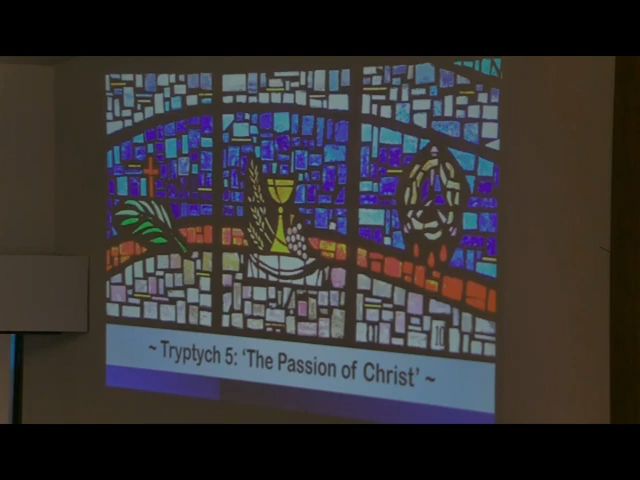 ~ Tryptych 5: ‘The Passion of Christ’ ~